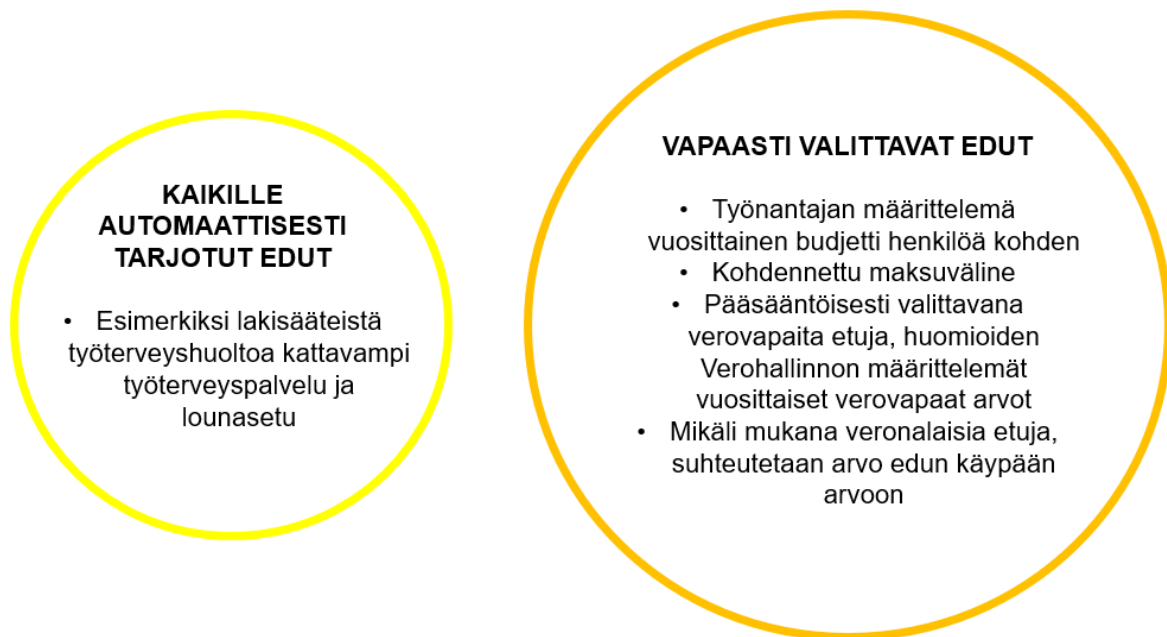 KAIKILLE
AUTOMAATTISESTI
TARJOTUT EDUT
• Esimerkiksi lakisääteistä
työterveyshuoltoa kattavampi
työterveyspalvelu ja
lounasetu
VAPAASTI VALITTAVAT EDUT
• Työnantajan määrittelemä
vuosittainen budjetti henkilöä kohden
• Kohdennettu maksuväline
• Pääsääntöisesti valittavana
verovapaita etuja, huomioiden
Verohallinnon määrittelemät
vuosittaiset verovapaat arvot
• Mikäli mukana veronalaisia etuja,
suhteutetaan arvo edun käypään
arvoon